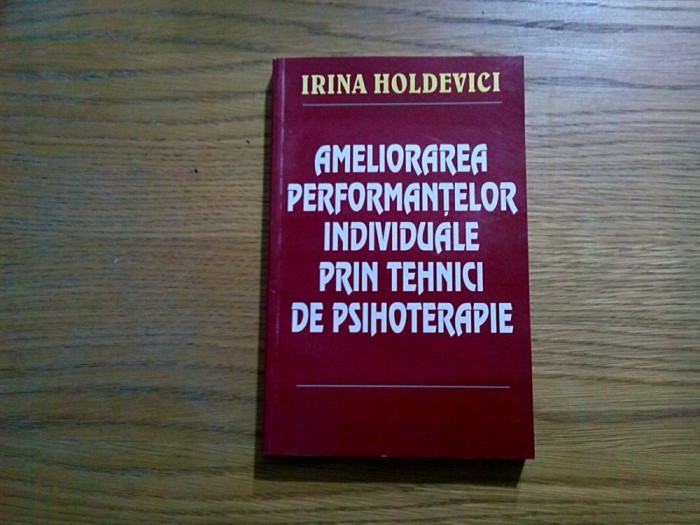 IRINA HOLDEVICI
AMELIORAREA
PERFORMANȚELOR
INDIVIDUALE
PRIN TEHNICI
DE PSIHOTERAPIE